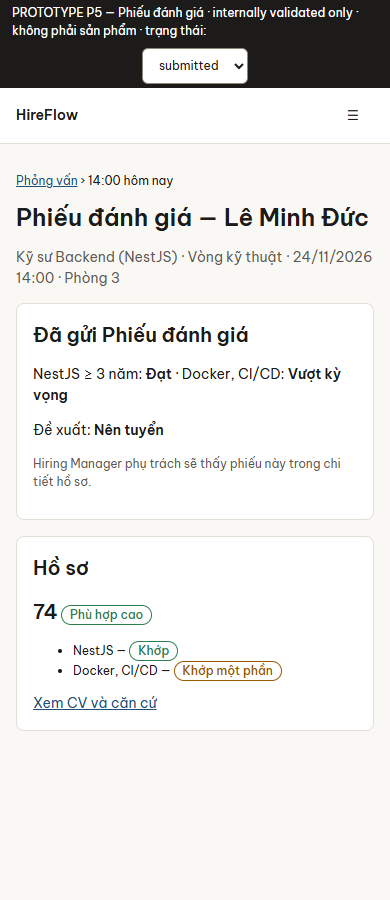 PROTOTYPE P5 — Phiếu đánh giá · internally validated only ·
không phải sản phẩm · trạng thái:
submitted
HireFlow
☰
Phỏng vấn > 14:00 hôm nay
Phiếu đánh giá — Lê Minh Đức
Kỹ sư Backend (NestJS) · Vòng kỹ thuật · 24/11/2026
14:00 · Phòng 3
Đã gửi Phiếu đánh giá
NestJS ≥ 3 năm: Đạt · Docker, CI/CD: Vượt kỳ
vọng
Đề xuất: Nên tuyển
Hiring Manager phụ trách sẽ thấy phiếu này trong chi
tiết hồ sơ.
Hồ sơ
74 Phù hợp cao
• NestJS — Khớp
• Docker, CI/CD — Khớp một phần
Xem CV và căn cứ